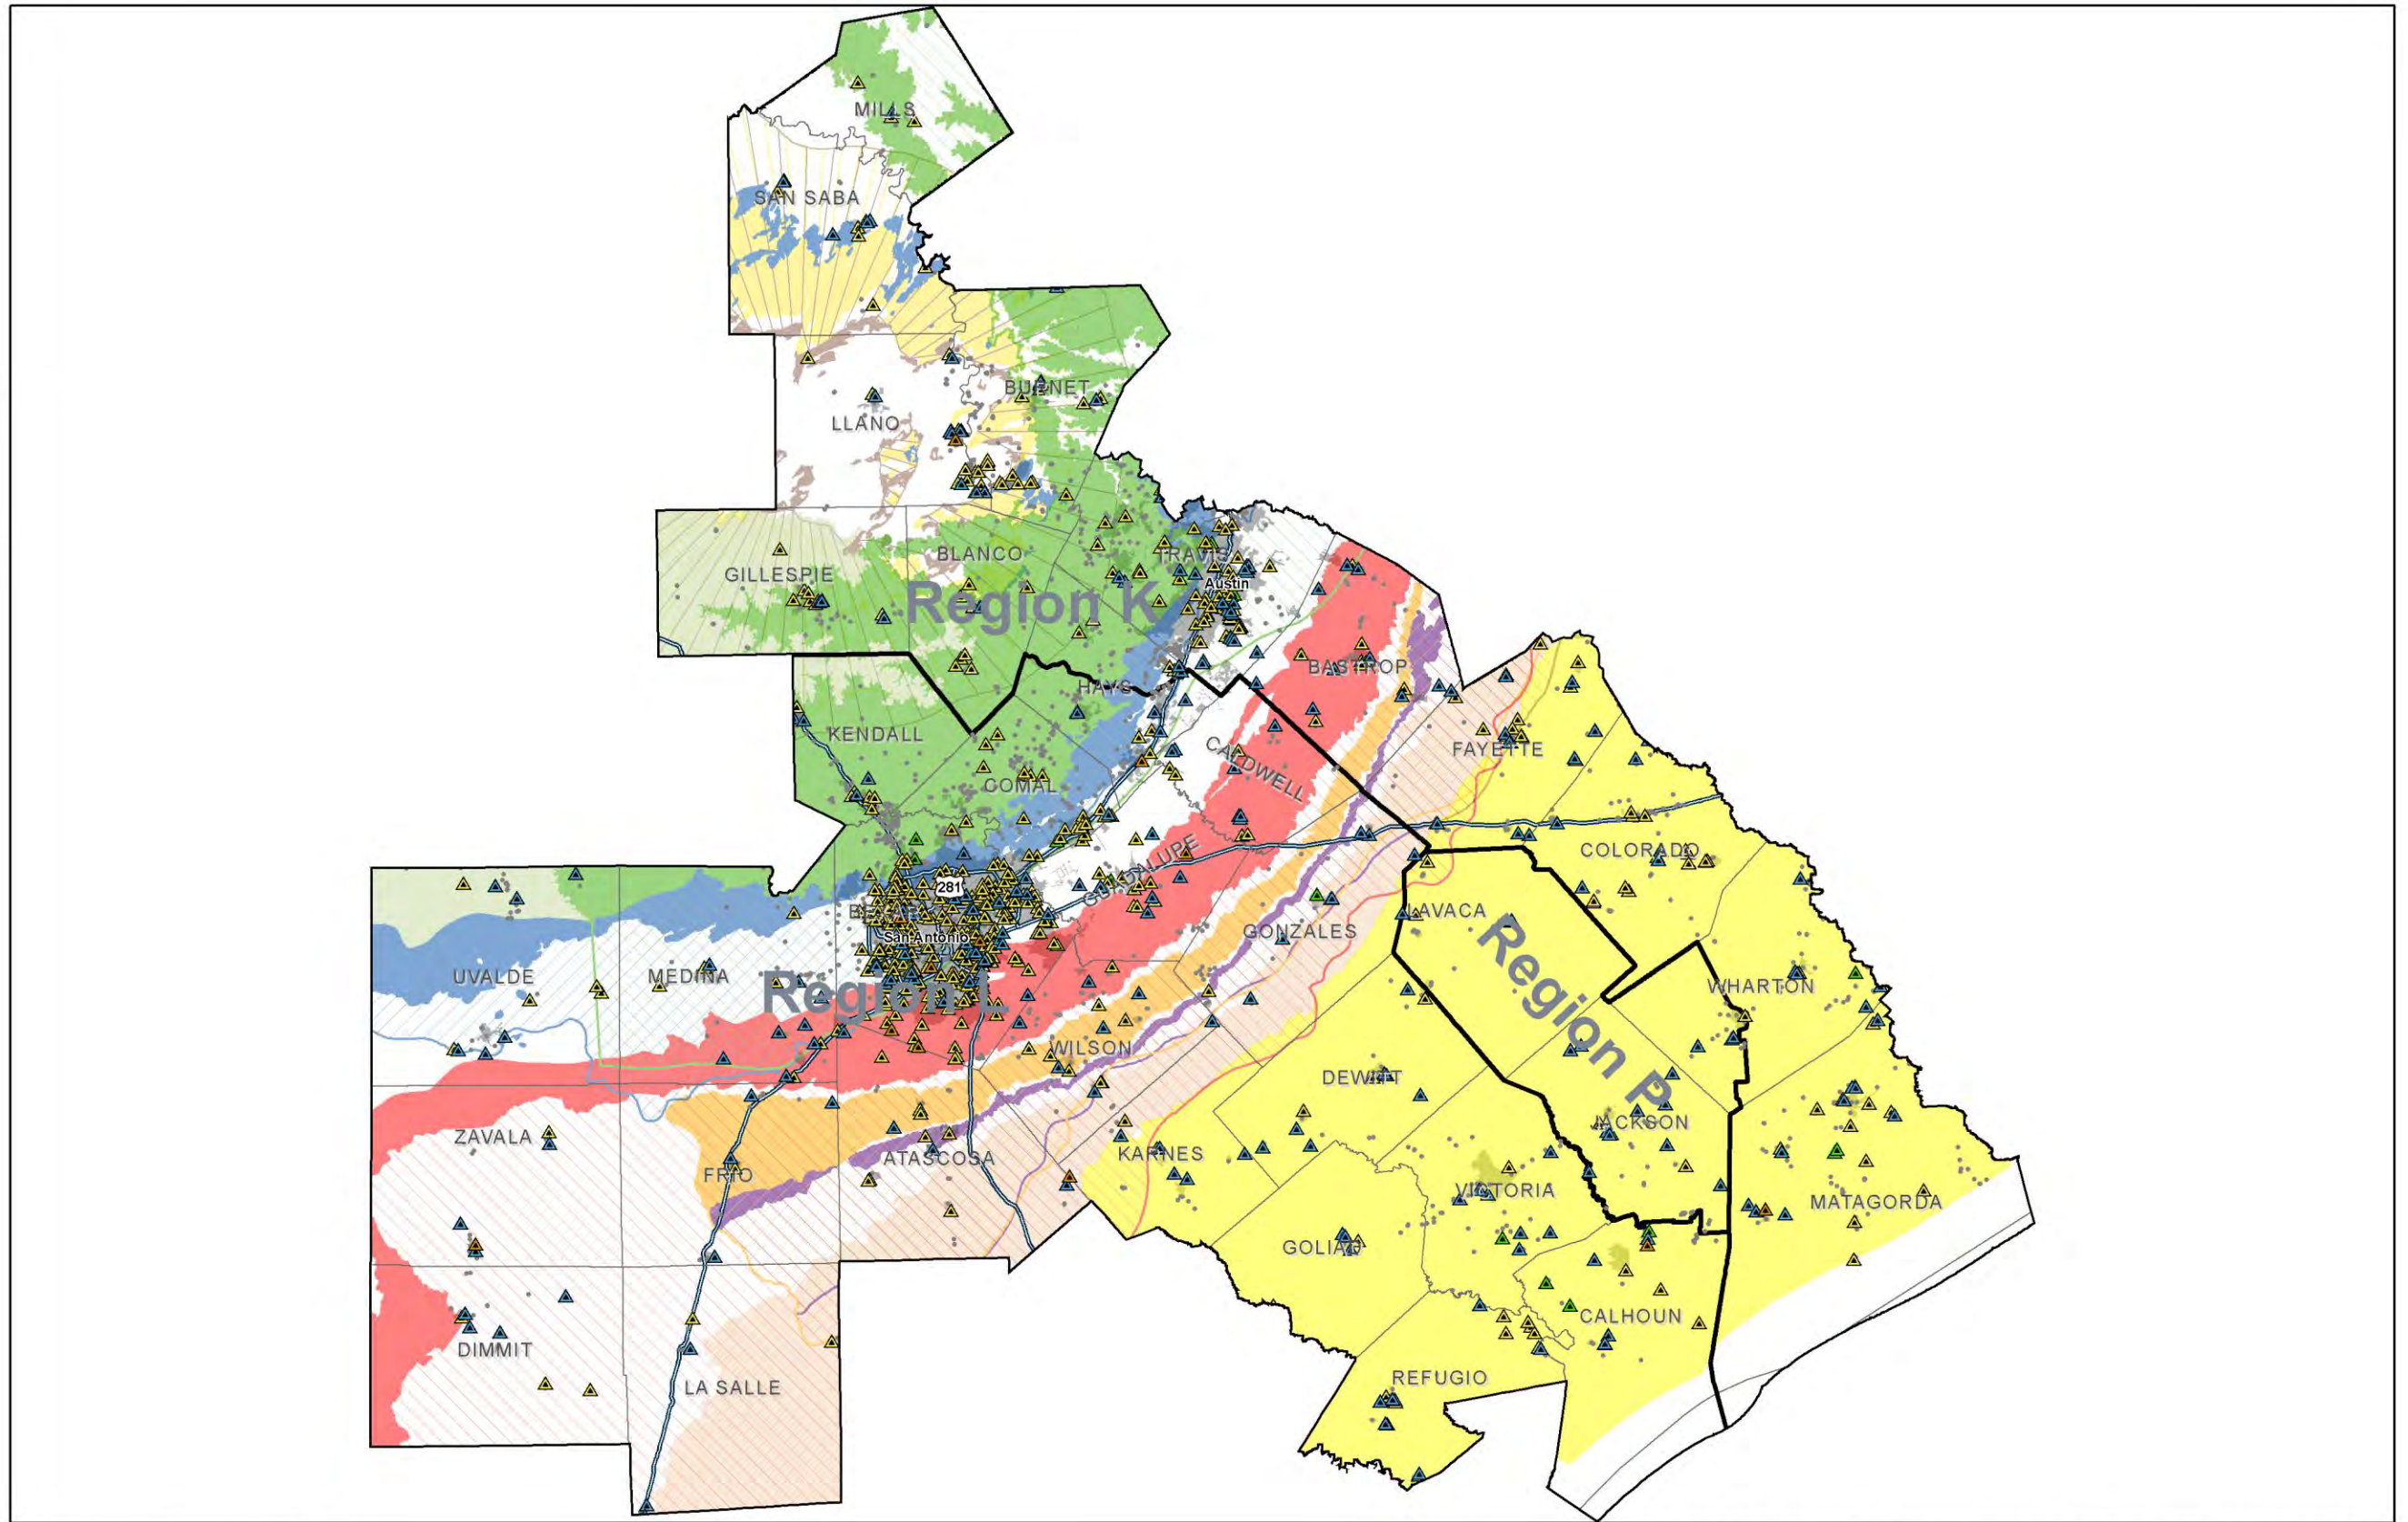 MILLS
SAN SABA
BURNET
LLANO
BLANCO
TRAVIS
GILLESPIE
Austin
Region K
BASTROP
HAYS
KENDALL
FAYETTE
CALDWELL
COMAL
COLORADO
GUADALUPE
281
LAVACA
BEXAR
GONZALES
San Antonio
Region P
UVALDE
MEDINA
WHARTON
Region L
WILSON
DEWITT
JACKSON
ZAVALA
KARNES
ATASCOSA
FRIO
VICTORIA
MATAGORDA
GOLIAD
CALHOUN
DIMMIT
REFUGIO
LA SALLE